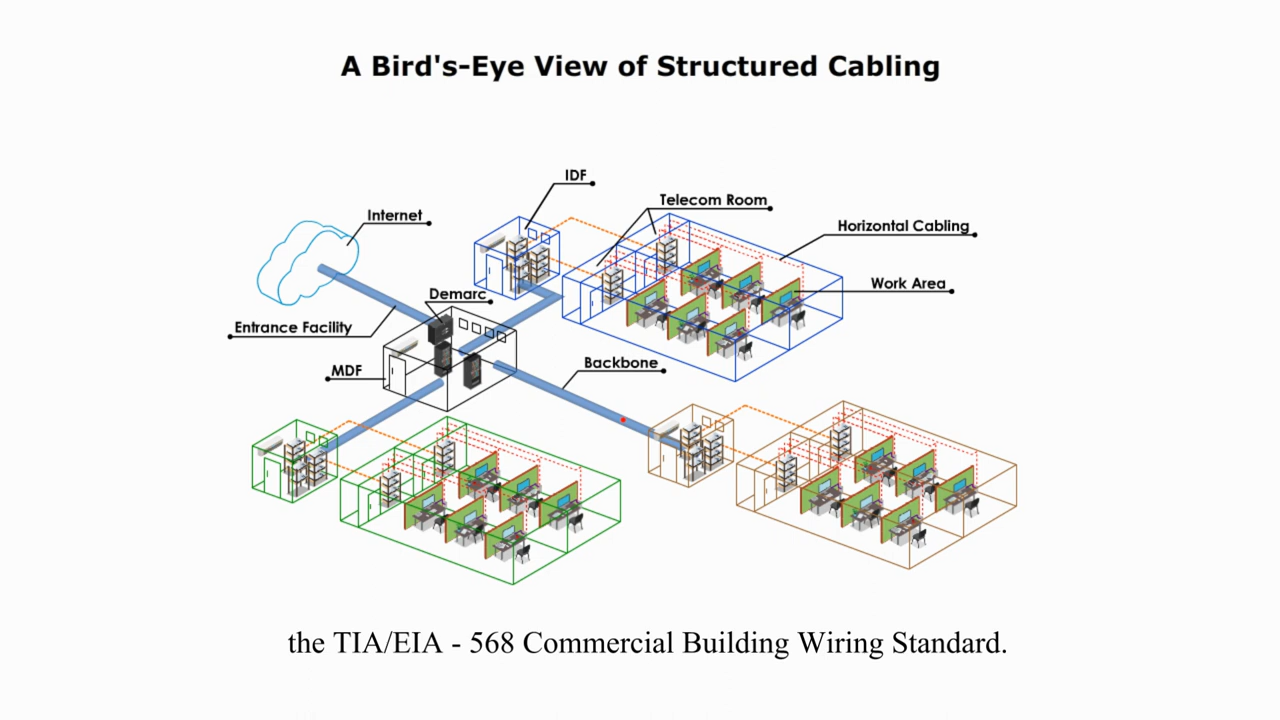 A Bird's-Eye View of Structured Cabling
IDF
Telecom Room
Internet
Horizontal Cabling
Work Area
Demarc
Entrance Facility
MDF
Backbone
the TIA/EIA - 568 Commercial Building Wiring Standard.